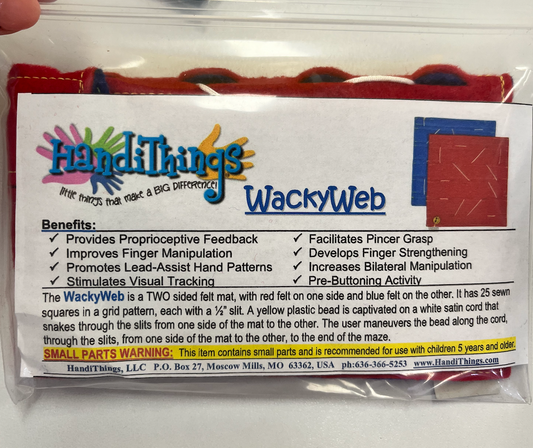 HandiThings
little things that make a BIG DIFFERENCE!
WackyWeb
Benefits:
✓ Provides Proprioceptive Feedback
✓ Improves Finger Manipulation
✓ Promotes Lead-Assist Hand Patterns
✓ Stimulates Visual Tracking
✓ Facilitates Pincer Grasp
✓ Develops Finger Strengthening
✓ Increases Bilateral Manipulation
✓ Pre-Buttoning Activity
The WackyWeb is a TWO sided felt mat, with red felt on one side and blue felt on the other. It has 25 sewn
squares in a grid pattern, each with a ½" slit. A yellow plastic bead is captivated on a white satin cord that
snakes through the slits from one side of the mat to the other. The user maneuvers the bead along the cord,
through the slits, from one side of the mat to the other, to the end of the maze.
SMALL PARTS WARNING: This item contains small parts and is recommended for use with children 5 years and older.
HandiThings, LLC P.O. Box 27, Moscow Mills, MO 63362, USA ph-636-366-5253 www.HandiThings.com